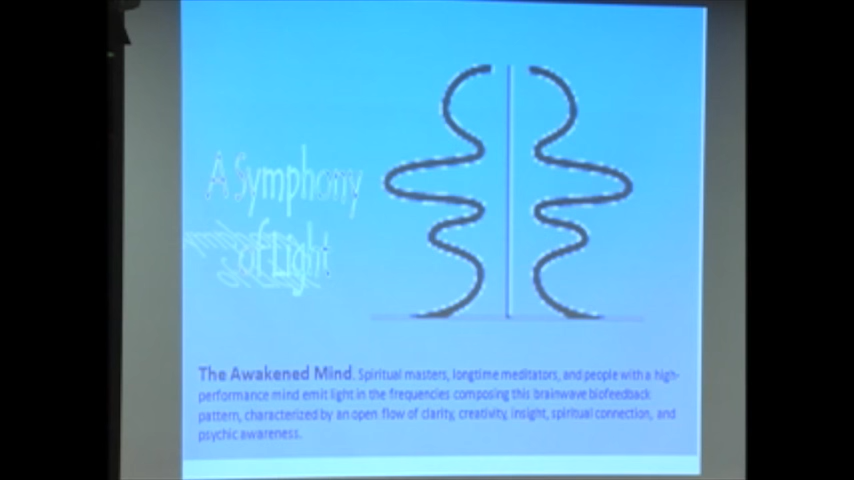 A Symphony
of Light
The Awakened Mind. Spiritual masters, longtime meditators, and people with a high-
performance mind emit light in the frequencies composing this brainwave biofeedback
pattern, characterized by an open flow of clarity, creativity, insight, spiritual connection, and
psychic awareness.